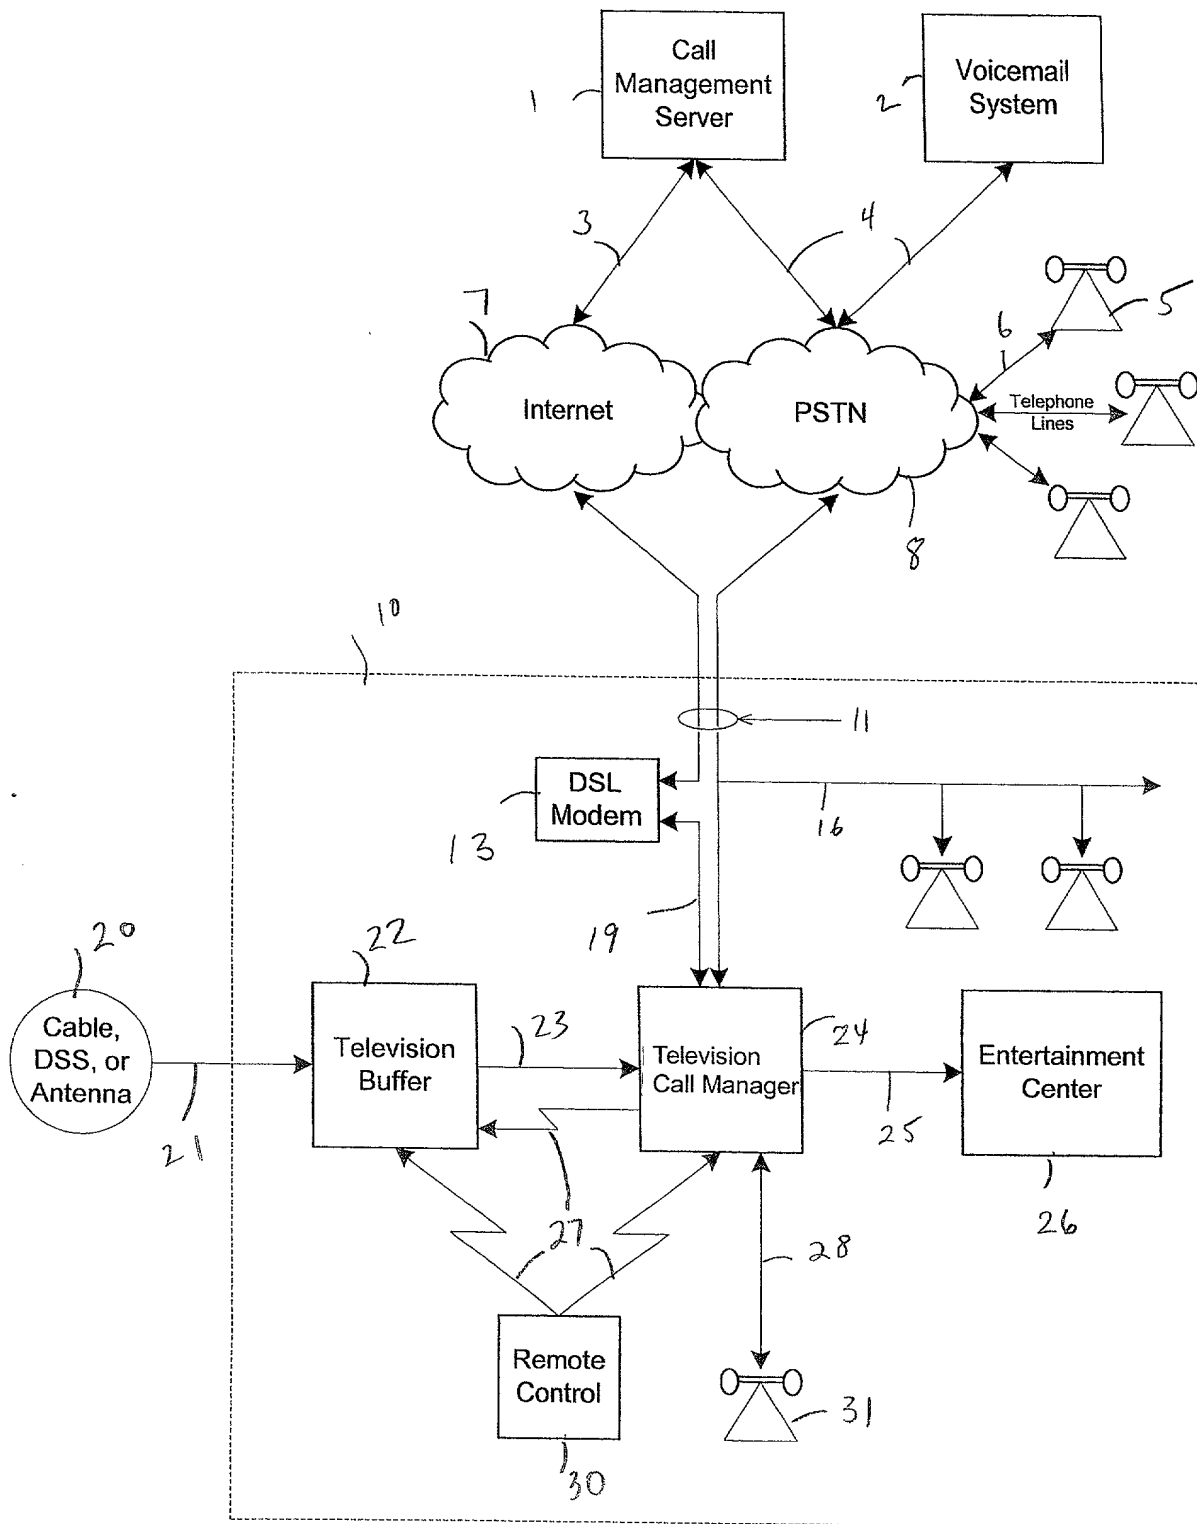 Call
Management
Server
1
Voicemail
System
2
3
4
5
6
7
Internet
PSTN
Telephone
Lines
8
10
11
DSL
Modem
13
16
19
20
22
Cable,
DSS, or
Antenna
21
Television
Buffer
23
Television
Call Manager
24
25
Entertainment
Center
26
27
28
Remote
Control
30
31